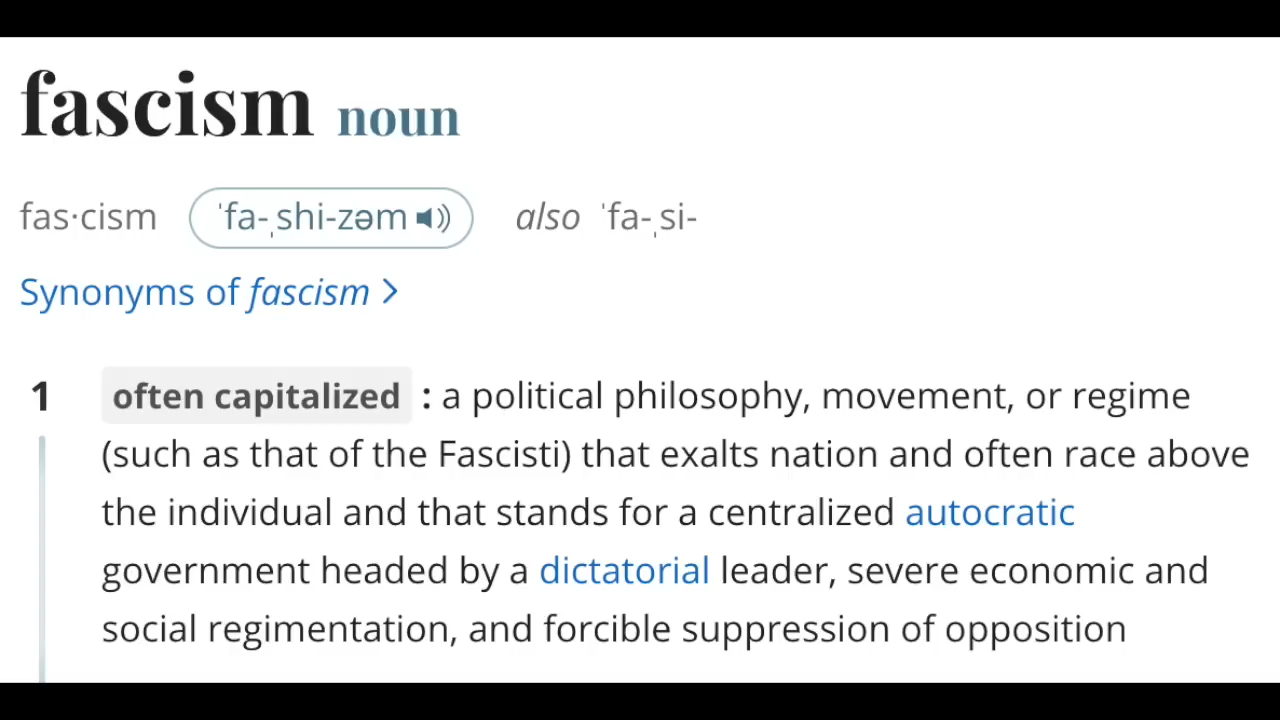 fascism noun
fas·cism ˈfa-ˌshi-zəm also ˈfa-ˌsi-
Synonyms of fascism >
1 often capitalized : a political philosophy, movement, or regime
(such as that of the Fascisti) that exalts nation and often race above
the individual and that stands for a centralized autocratic
government headed by a dictatorial leader, severe economic and
social regimentation, and forcible suppression of opposition